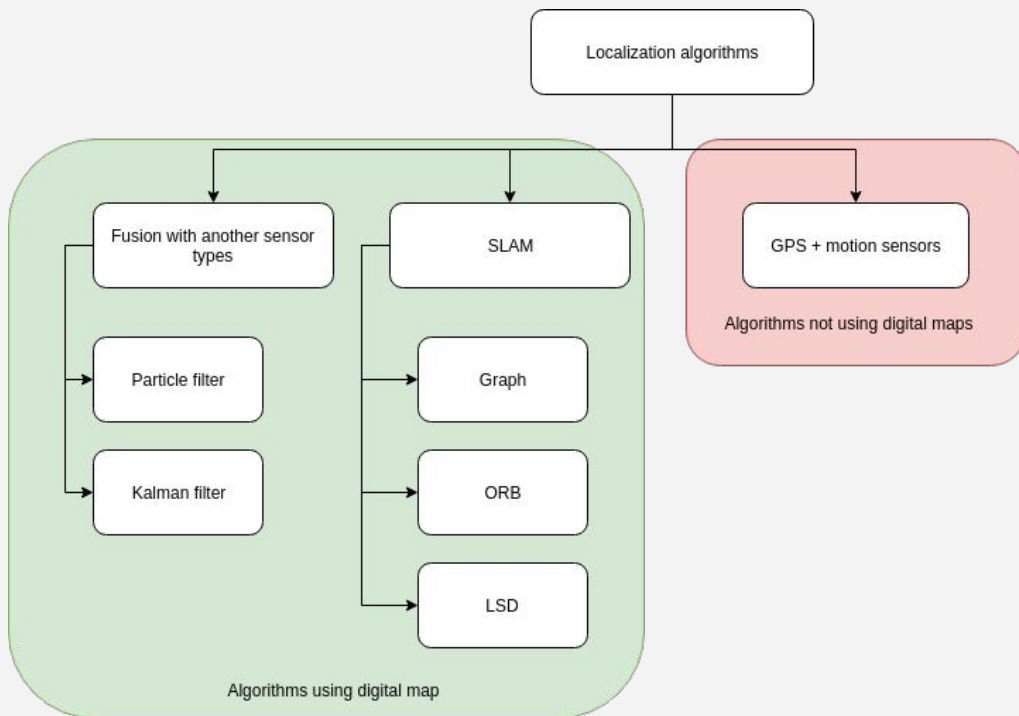 Localization algorithms
Fusion with another sensor
types
SLAM
GPS + motion sensors
Algorithms not using digital maps
Particle filter
Graph
Kalman filter
ORB
LSD
Algorithms using digital map